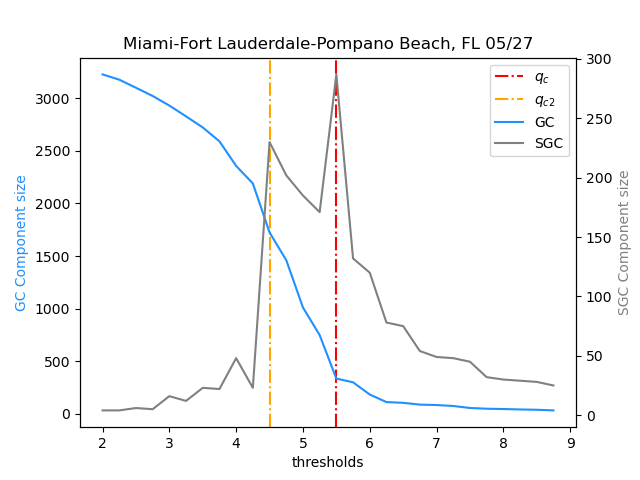 Miami-Fort Lauderdale-Pompano Beach, FL 05/27
q_c
q_c2
GC
SGC
GC Component size
3000
2500
2000
1500
1000
500
0
300
250
200
150
100
50
0
SGC Component size
2 3 4 5 6 7 8 9
thresholds